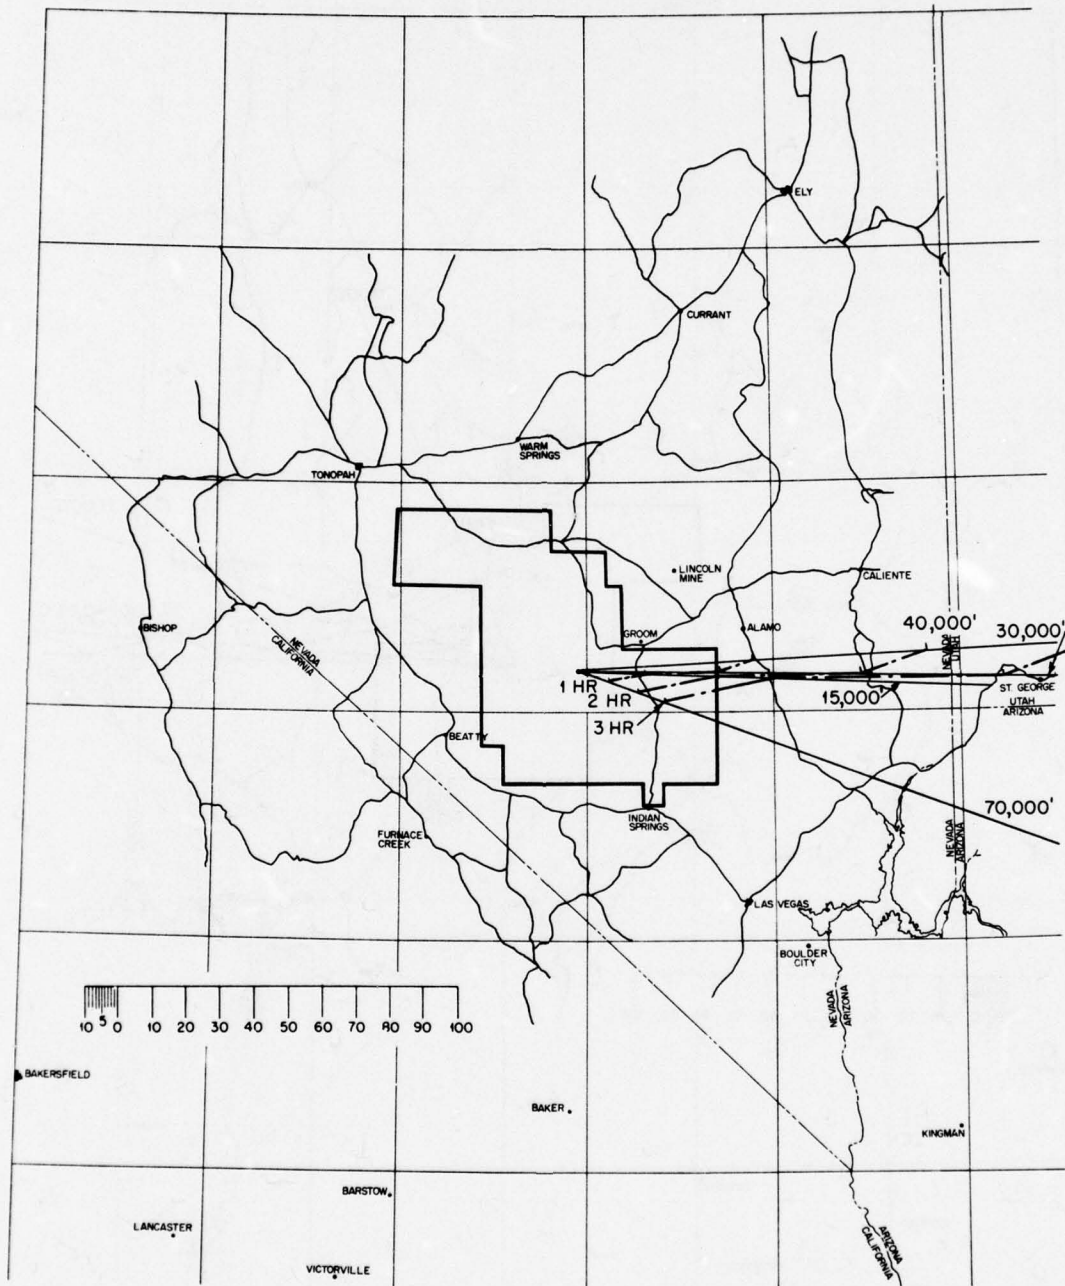 ELY
CURRANT
WARM
SPRINGS
TONOPAH
LINCOLN
MINE
CALIENTE
BISHOP
NEVADA
CALIFORNIA
GROOM
ALAMO
40,000'
NEVADA
UTAH
30,000'
1 HR
2 HR
3 HR
15,000'
ST. GEORGE
UTAH
ARIZONA
BEATTY
70,000'
INDIAN
SPRINGS
FURNACE
CREEK
NEVADA
ARIZONA
LAS VEGAS
BOULDER
CITY
NEVADA
ARIZONA
10 5 0 10 20 30 40 50 60 70 80 90 100
BAKERSFIELD
BAKER
KINGMAN
BARSTOW
LANCASTER
VICTORVILLE
ARIZONA
CALIFORNIA